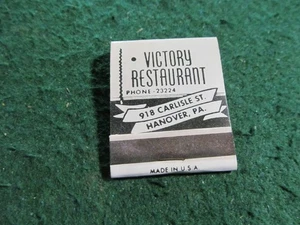 VICTORY
RESTAURANT
PHONE 23224
918 CARLISLE ST.
HANOVER, PA.
MADE IN U S A